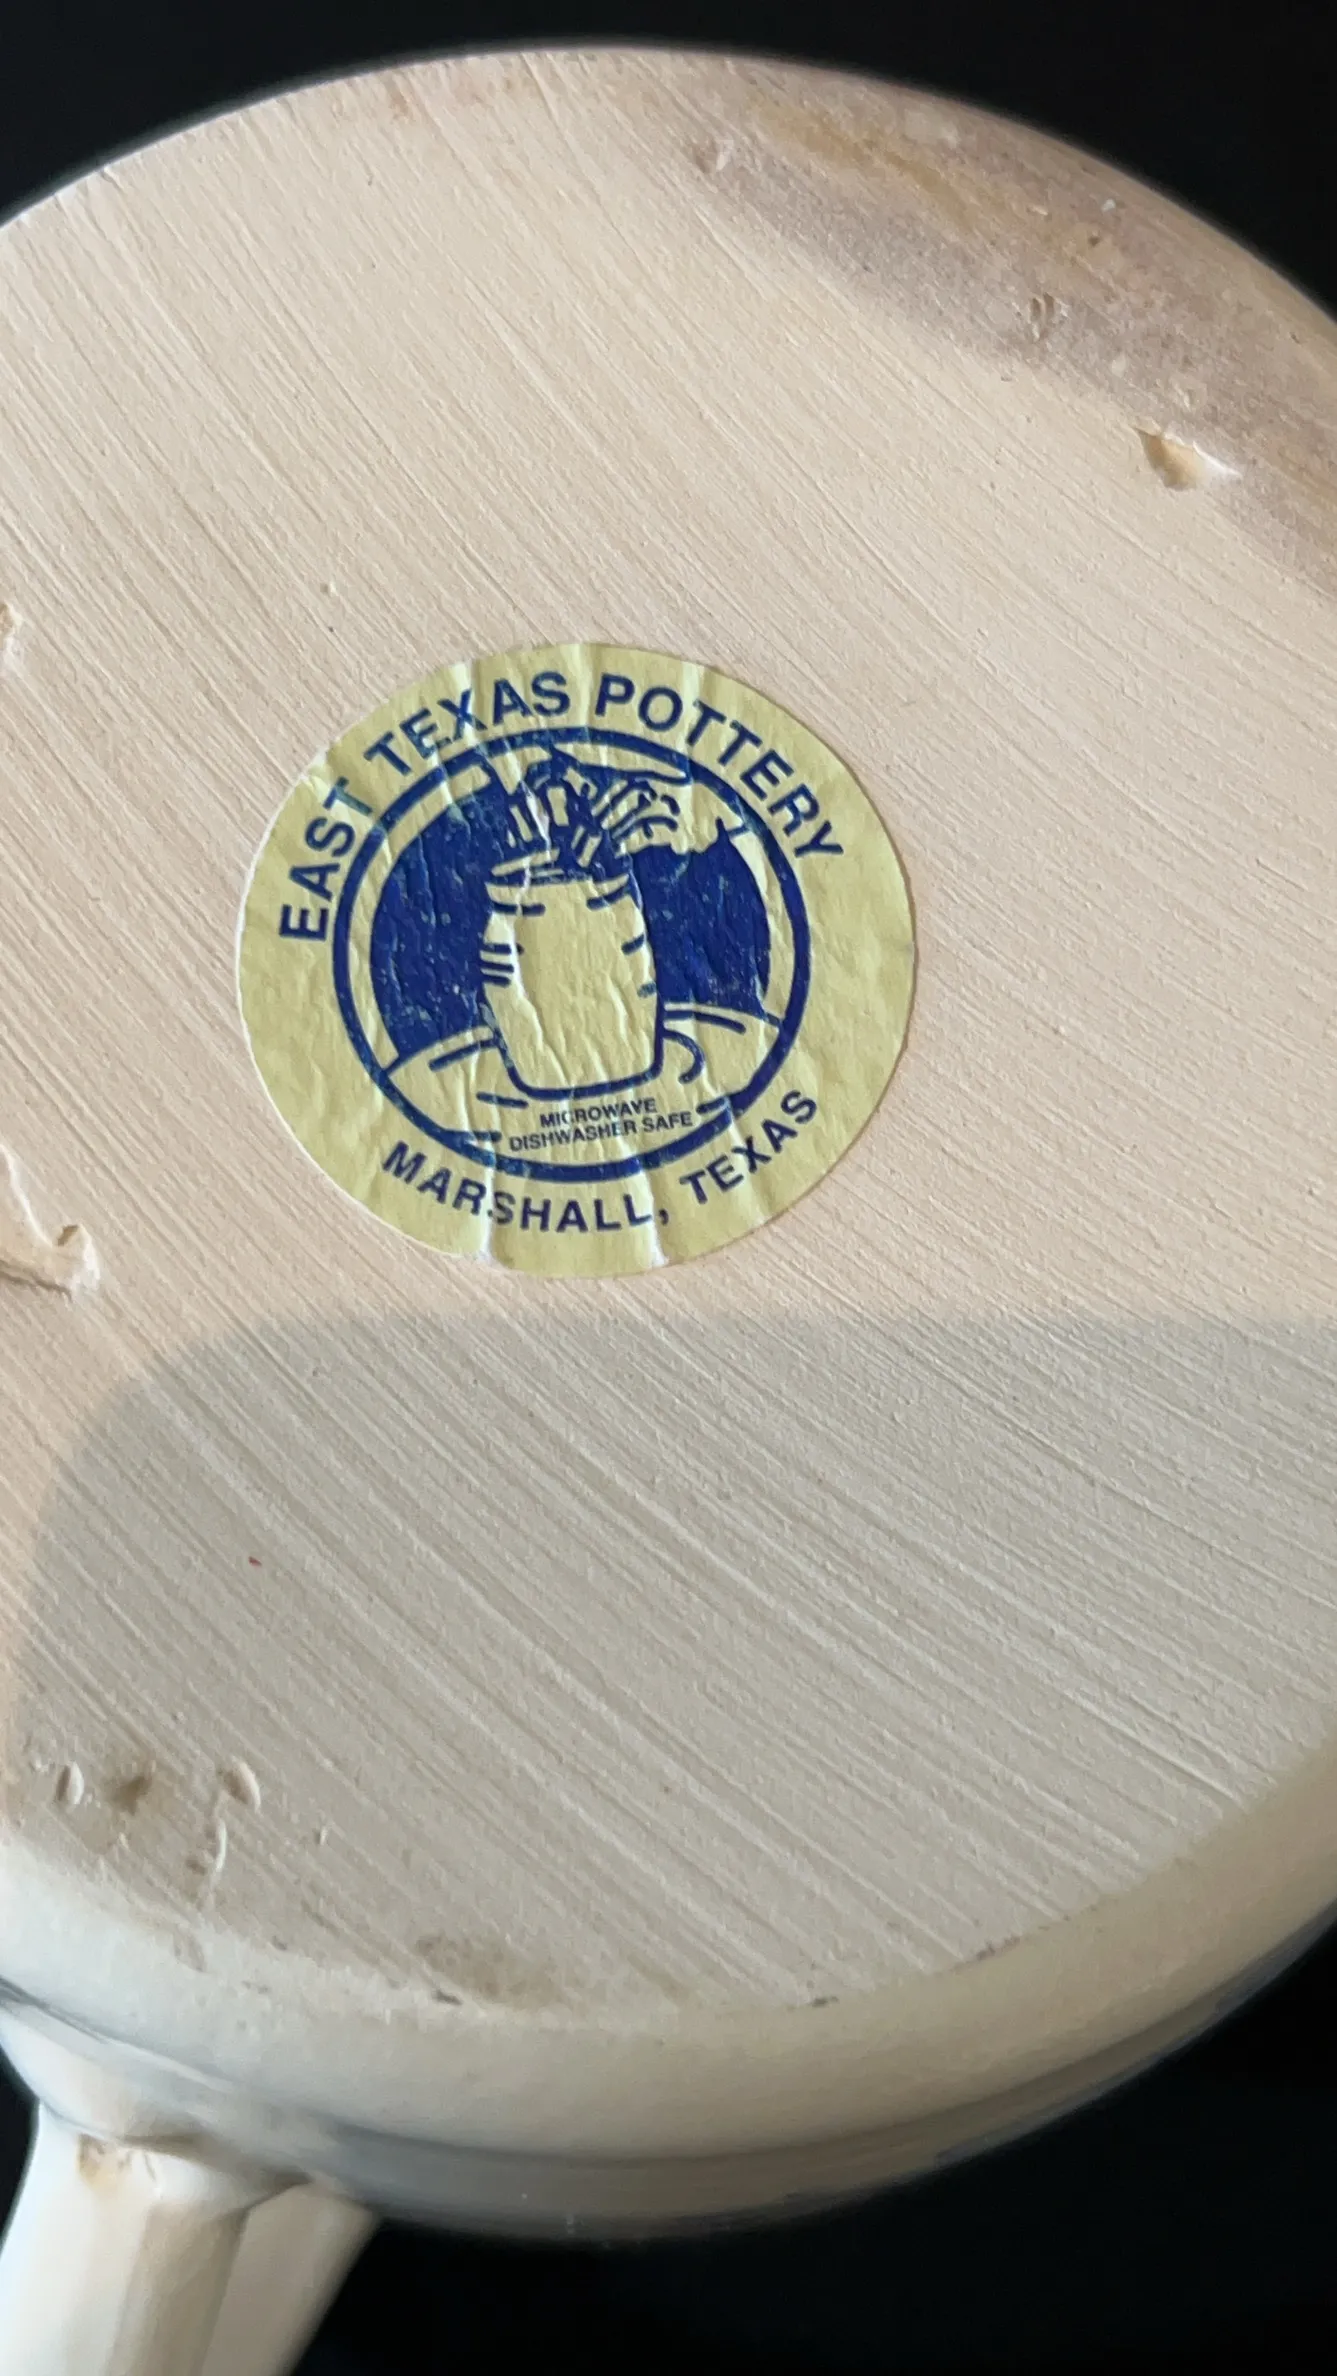 EAST TEXAS POTTERY
MICROWAVE
DISHWASHER SAFE
MARSHALL, TEXAS